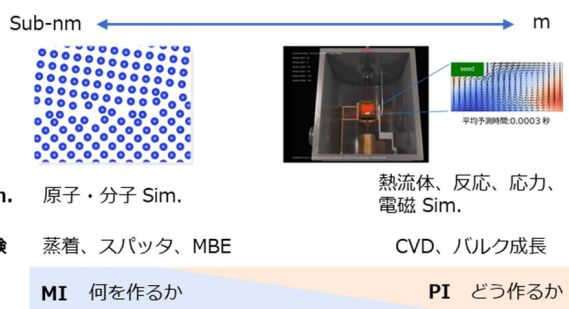 Sub-nm
m
seed
平均予測時間:0.0003 秒
原子・分子 Sim.
熱流体、反応、応力、
電磁 Sim.
蒸着、スパッタ、MBE
CVD、バルク成長
MI 何を作るか
PI どう作るか